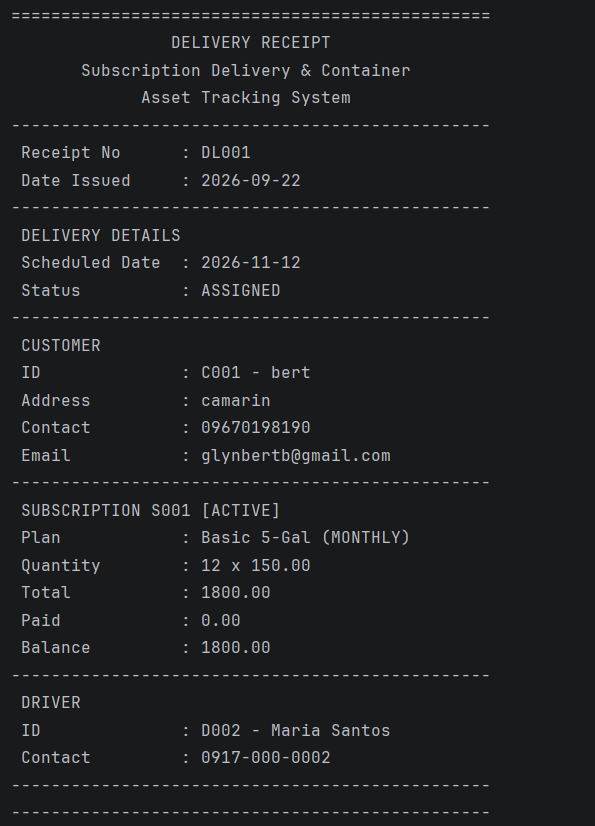 ================================================
DELIVERY RECEIPT
Subscription Delivery & Container
Asset Tracking System
------------------------------------------------
Receipt No      : DL001
Date Issued     : 2026-09-22
------------------------------------------------
DELIVERY DETAILS
Scheduled Date  : 2026-11-12
Status          : ASSIGNED
------------------------------------------------
CUSTOMER
ID              : C001 - bert
Address         : camarin
Contact         : 09670198190
Email           : glynbertb@gmail.com
------------------------------------------------
SUBSCRIPTION S001 [ACTIVE]
Plan            : Basic 5-Gal (MONTHLY)
Quantity        : 12 x 150.00
Total           : 1800.00
Paid            : 0.00
Balance         : 1800.00
------------------------------------------------
DRIVER
ID              : D002 - Maria Santos
Contact         : 0917-000-0002
------------------------------------------------
------------------------------------------------